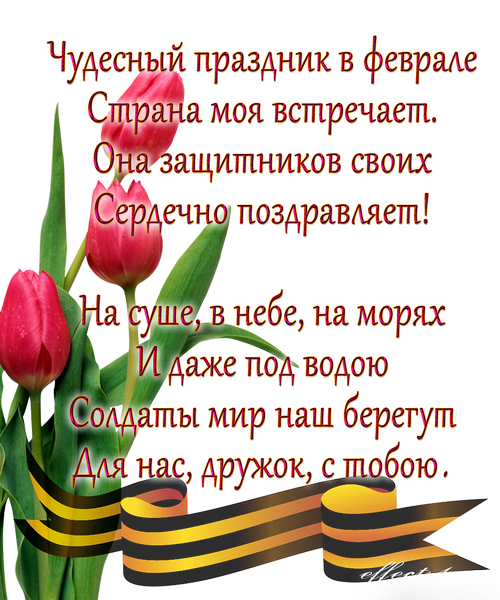 Чудесный праздник в феврале
Страна моя встречает.
Она защитников своих
Сердечно поздравляет!
На суше, в небе, на морях
И даже под водою
Солдаты мир наш берегут
Для нас, дружок, с тобою.